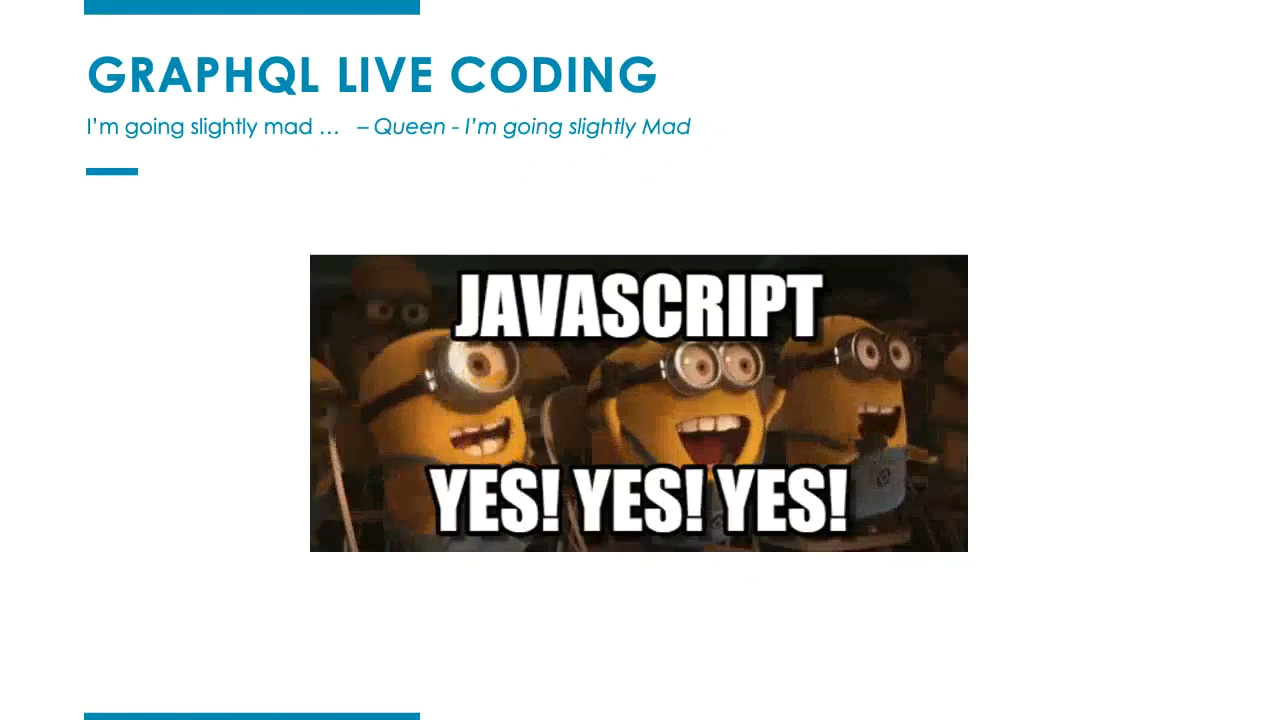 GRAPHQL LIVE CODING
I'm going slightly mad … – Queen - I'm going slightly Mad
JAVASCRIPT
YES! YES! YES!